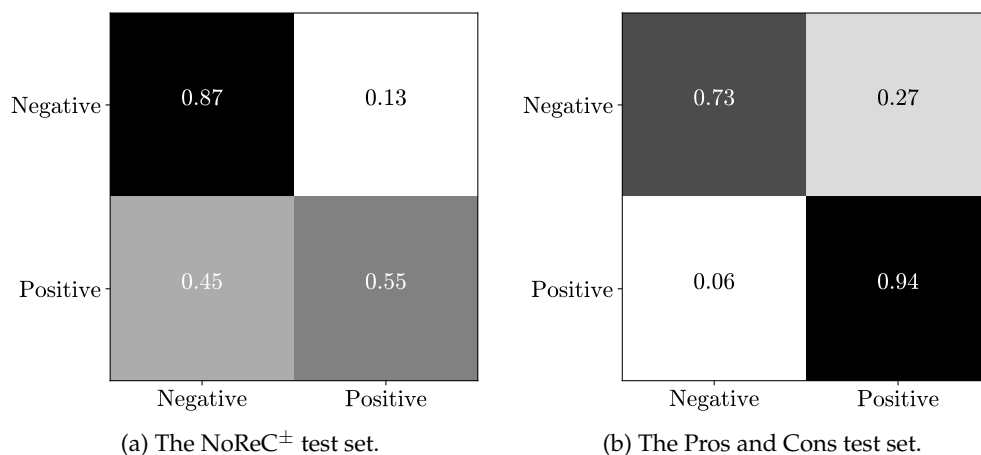 Negative
0.87
0.13
Positive
0.45
0.55
Negative
Positive
(a) The NoReC± test set.
Negative
0.73
0.27
Positive
0.06
0.94
Negative
Positive
(b) The Pros and Cons test set.